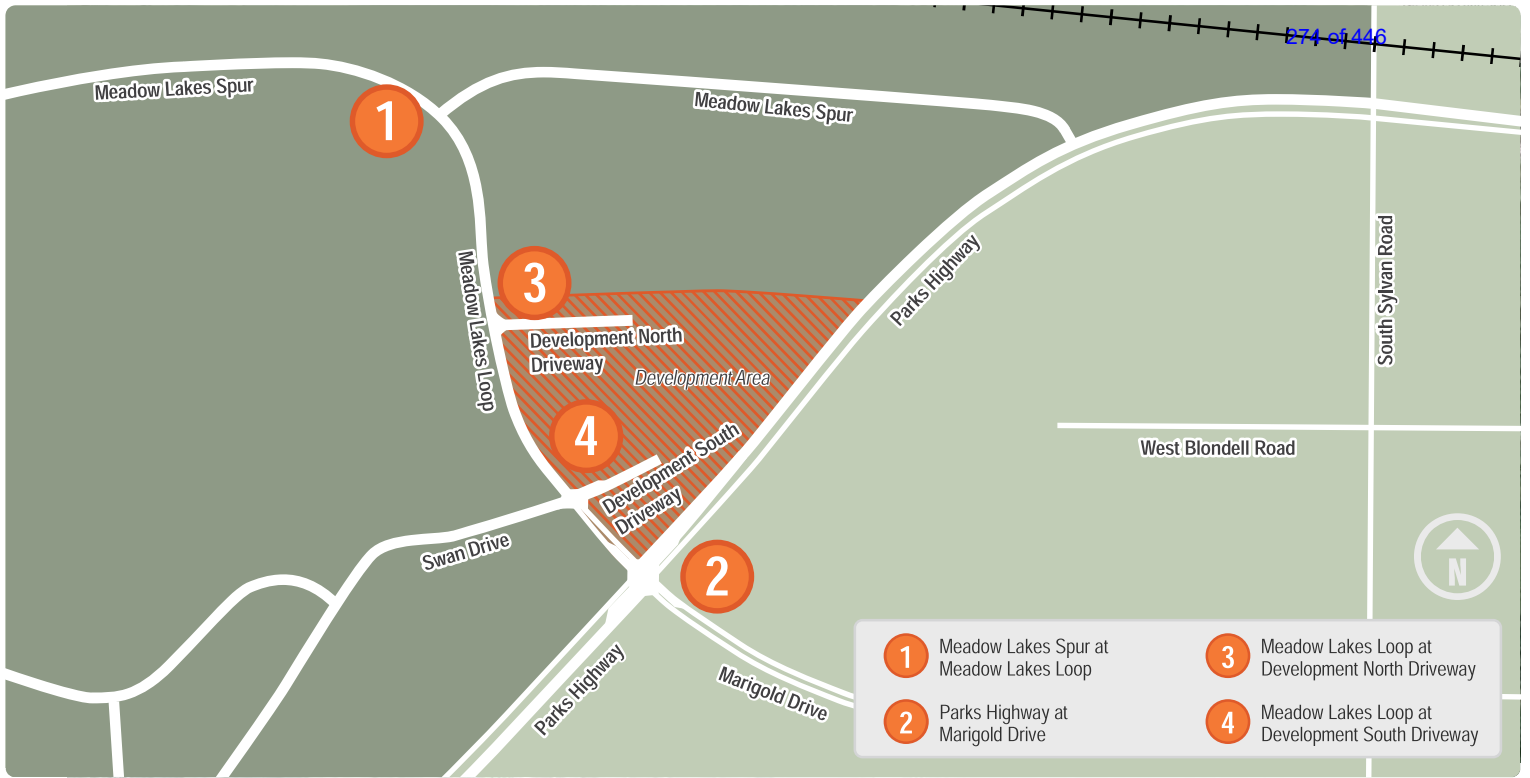 274 of 446
Meadow Lakes Spur
Meadow Lakes Spur
1
Parks Highway
South Sylvan Road
Meadow Lakes Loop
3
Development North
Driveway
Development Area
4
Development South
Driveway
West Blondell Road
Swan Drive
2
N
Parks Highway
Marigold Drive
1 Meadow Lakes Spur at
Meadow Lakes Loop
2 Parks Highway at
Marigold Drive
3 Meadow Lakes Loop at
Development North Driveway
4 Meadow Lakes Loop at
Development South Driveway